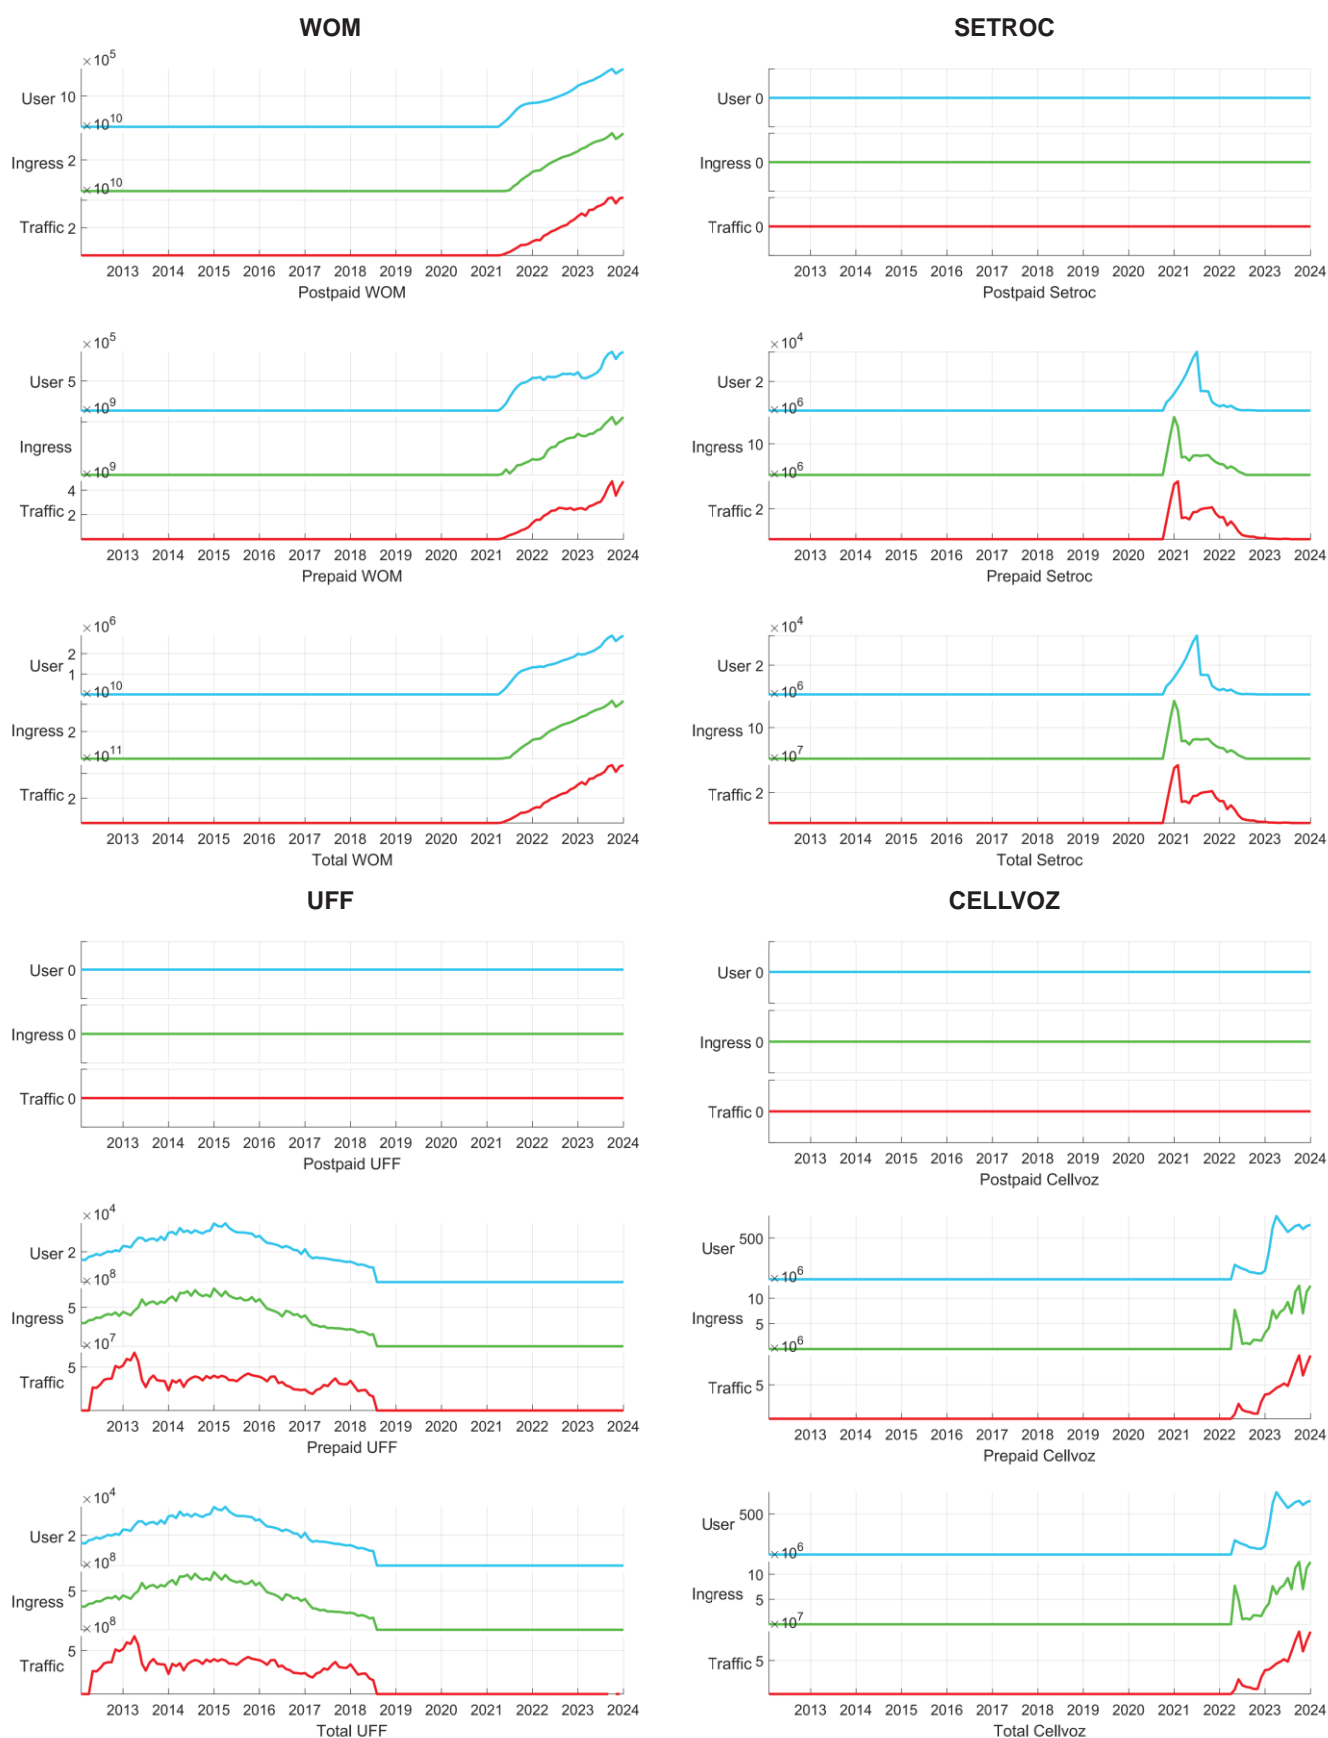 WOM
×10^5
User 10
×10^10
Ingress 2
×10^10
Traffic 2
2013 2014 2015 2016 2017 2018 2019 2020 2021 2022 2023 2024
Postpaid WOM
×10^5
User 5
×10^9
Ingress
×10^9
4
Traffic 2
2013 2014 2015 2016 2017 2018 2019 2020 2021 2022 2023 2024
Prepaid WOM
×10^6
2
User 1
×10^10
Ingress 2
×10^11
Traffic 2
2013 2014 2015 2016 2017 2018 2019 2020 2021 2022 2023 2024
Total WOM
SETROC
User 0
Ingress 0
Traffic 0
2013 2014 2015 2016 2017 2018 2019 2020 2021 2022 2023 2024
Postpaid Setroc
×10^4
User 2
×10^6
Ingress 10
×10^6
Traffic 2
2013 2014 2015 2016 2017 2018 2019 2020 2021 2022 2023 2024
Prepaid Setroc
×10^4
User 2
×10^6
Ingress 10
×10^7
Traffic 2
2013 2014 2015 2016 2017 2018 2019 2020 2021 2022 2023 2024
Total Setroc
UFF
User 0
Ingress 0
Traffic 0
2013 2014 2015 2016 2017 2018 2019 2020 2021 2022 2023 2024
Postpaid UFF
×10^4
User 2
×10^8
Ingress 5
×10^7
Traffic 5
2013 2014 2015 2016 2017 2018 2019 2020 2021 2022 2023 2024
Prepaid UFF
×10^4
User 2
×10^8
Ingress 5
×10^8
Traffic 5
2013 2014 2015 2016 2017 2018 2019 2020 2021 2022 2023 2024
Total UFF
CELLVOZ
User 0
Ingress 0
Traffic 0
2013 2014 2015 2016 2017 2018 2019 2020 2021 2022 2023 2024
Postpaid Cellvoz
User 500
×10^6
10
Ingress 5
×10^6
Traffic 5
2013 2014 2015 2016 2017 2018 2019 2020 2021 2022 2023 2024
Prepaid Cellvoz
User 500
×10^6
10
Ingress 5
×10^7
Traffic 5
2013 2014 2015 2016 2017 2018 2019 2020 2021 2022 2023 2024
Total Cellvoz